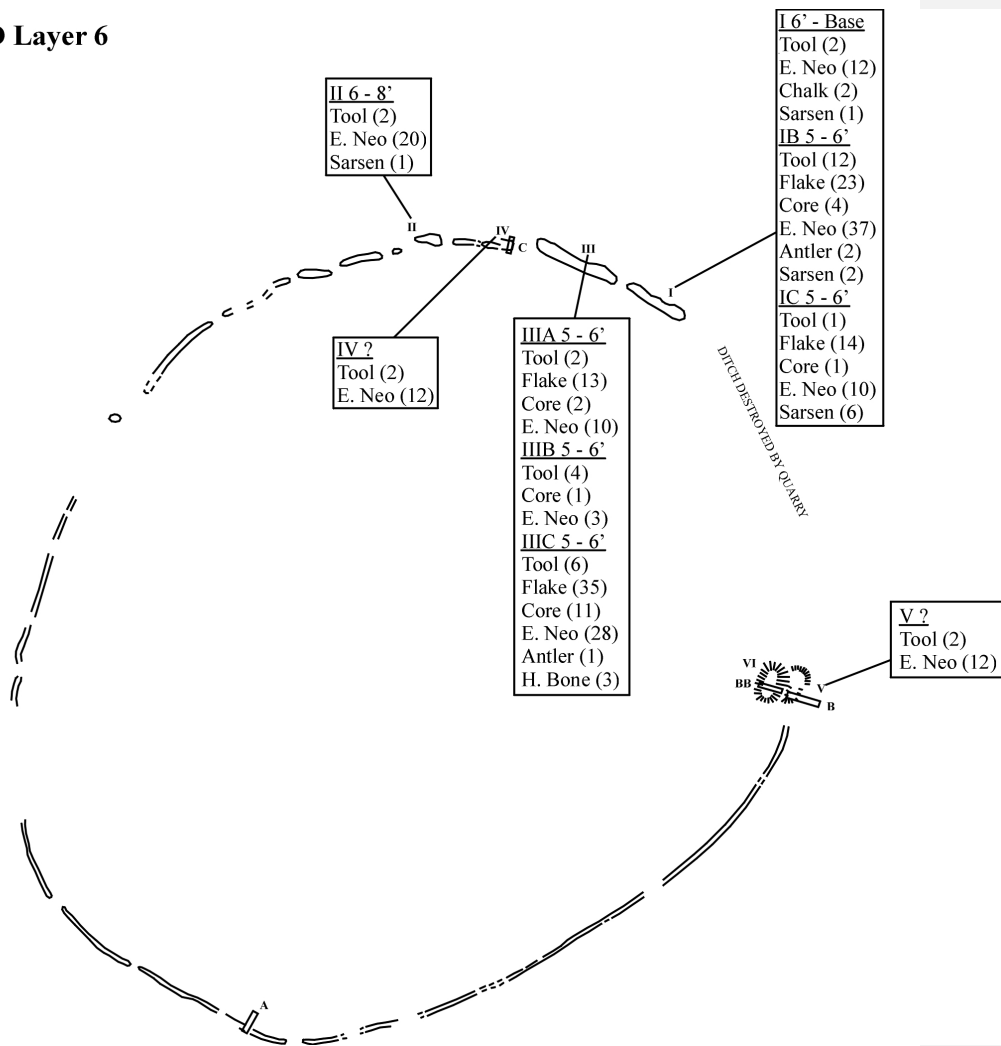 Layer 6
I 6’ - Base
Tool (2)
E. Neo (12)
Chalk (2)
Sarsen (1)
IB 5 - 6’
Tool (12)
Flake (23)
Core (4)
E. Neo (37)
Antler (2)
Sarsen (2)
IC 5 - 6’
Tool (1)
Flake (14)
Core (1)
E. Neo (10)
Sarsen (6)
II 6 - 8’
Tool (2)
E. Neo (20)
Sarsen (1)
II
IV
C
III
I
IV ?
Tool (2)
E. Neo (12)
IIIA 5 - 6’
Tool (2)
Flake (13)
Core (2)
E. Neo (10)
IIIB 5 - 6’
Tool (4)
Core (1)
E. Neo (3)
IIIC 5 - 6’
Tool (6)
Flake (35)
Core (11)
E. Neo (28)
Antler (1)
H. Bone (3)
DITCH DESTROYED BY QUARRY
V ?
Tool (2)
E. Neo (12)
VI
BB
V
B
A